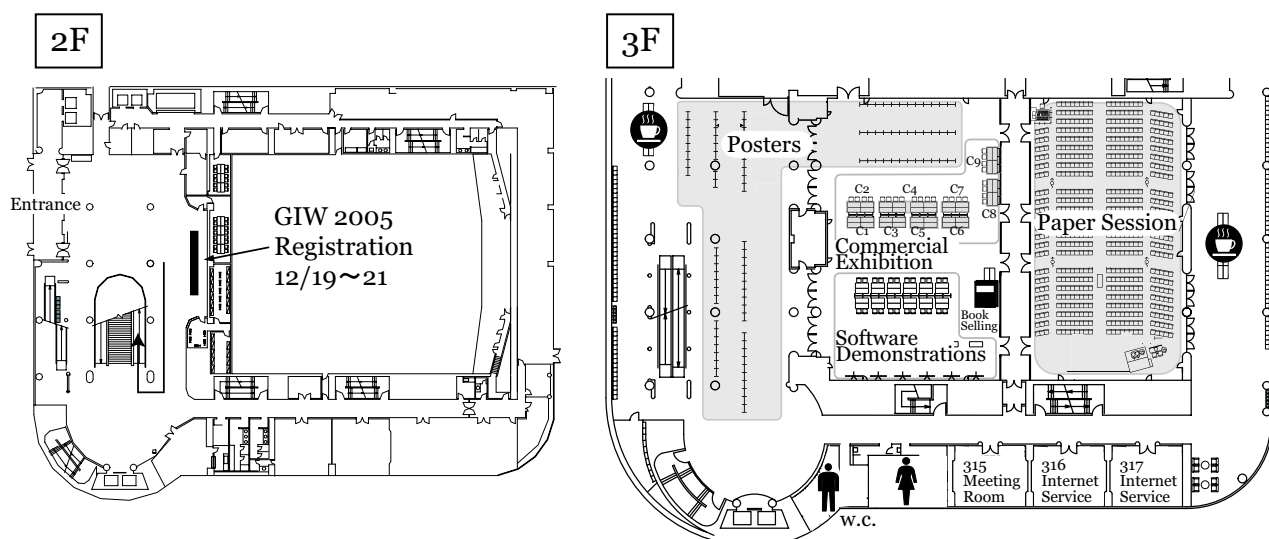 2F
Entrance
GIW 2005
Registration
12/19～21
3F
Posters
C9
C8
C2
C4
C7
C1
C3
C5
C6
Commercial
Exhibition
Paper Session
Book
Selling
Software
Demonstrations
315
Meeting
Room
316
Internet
Service
317
Internet
Service
w.c.